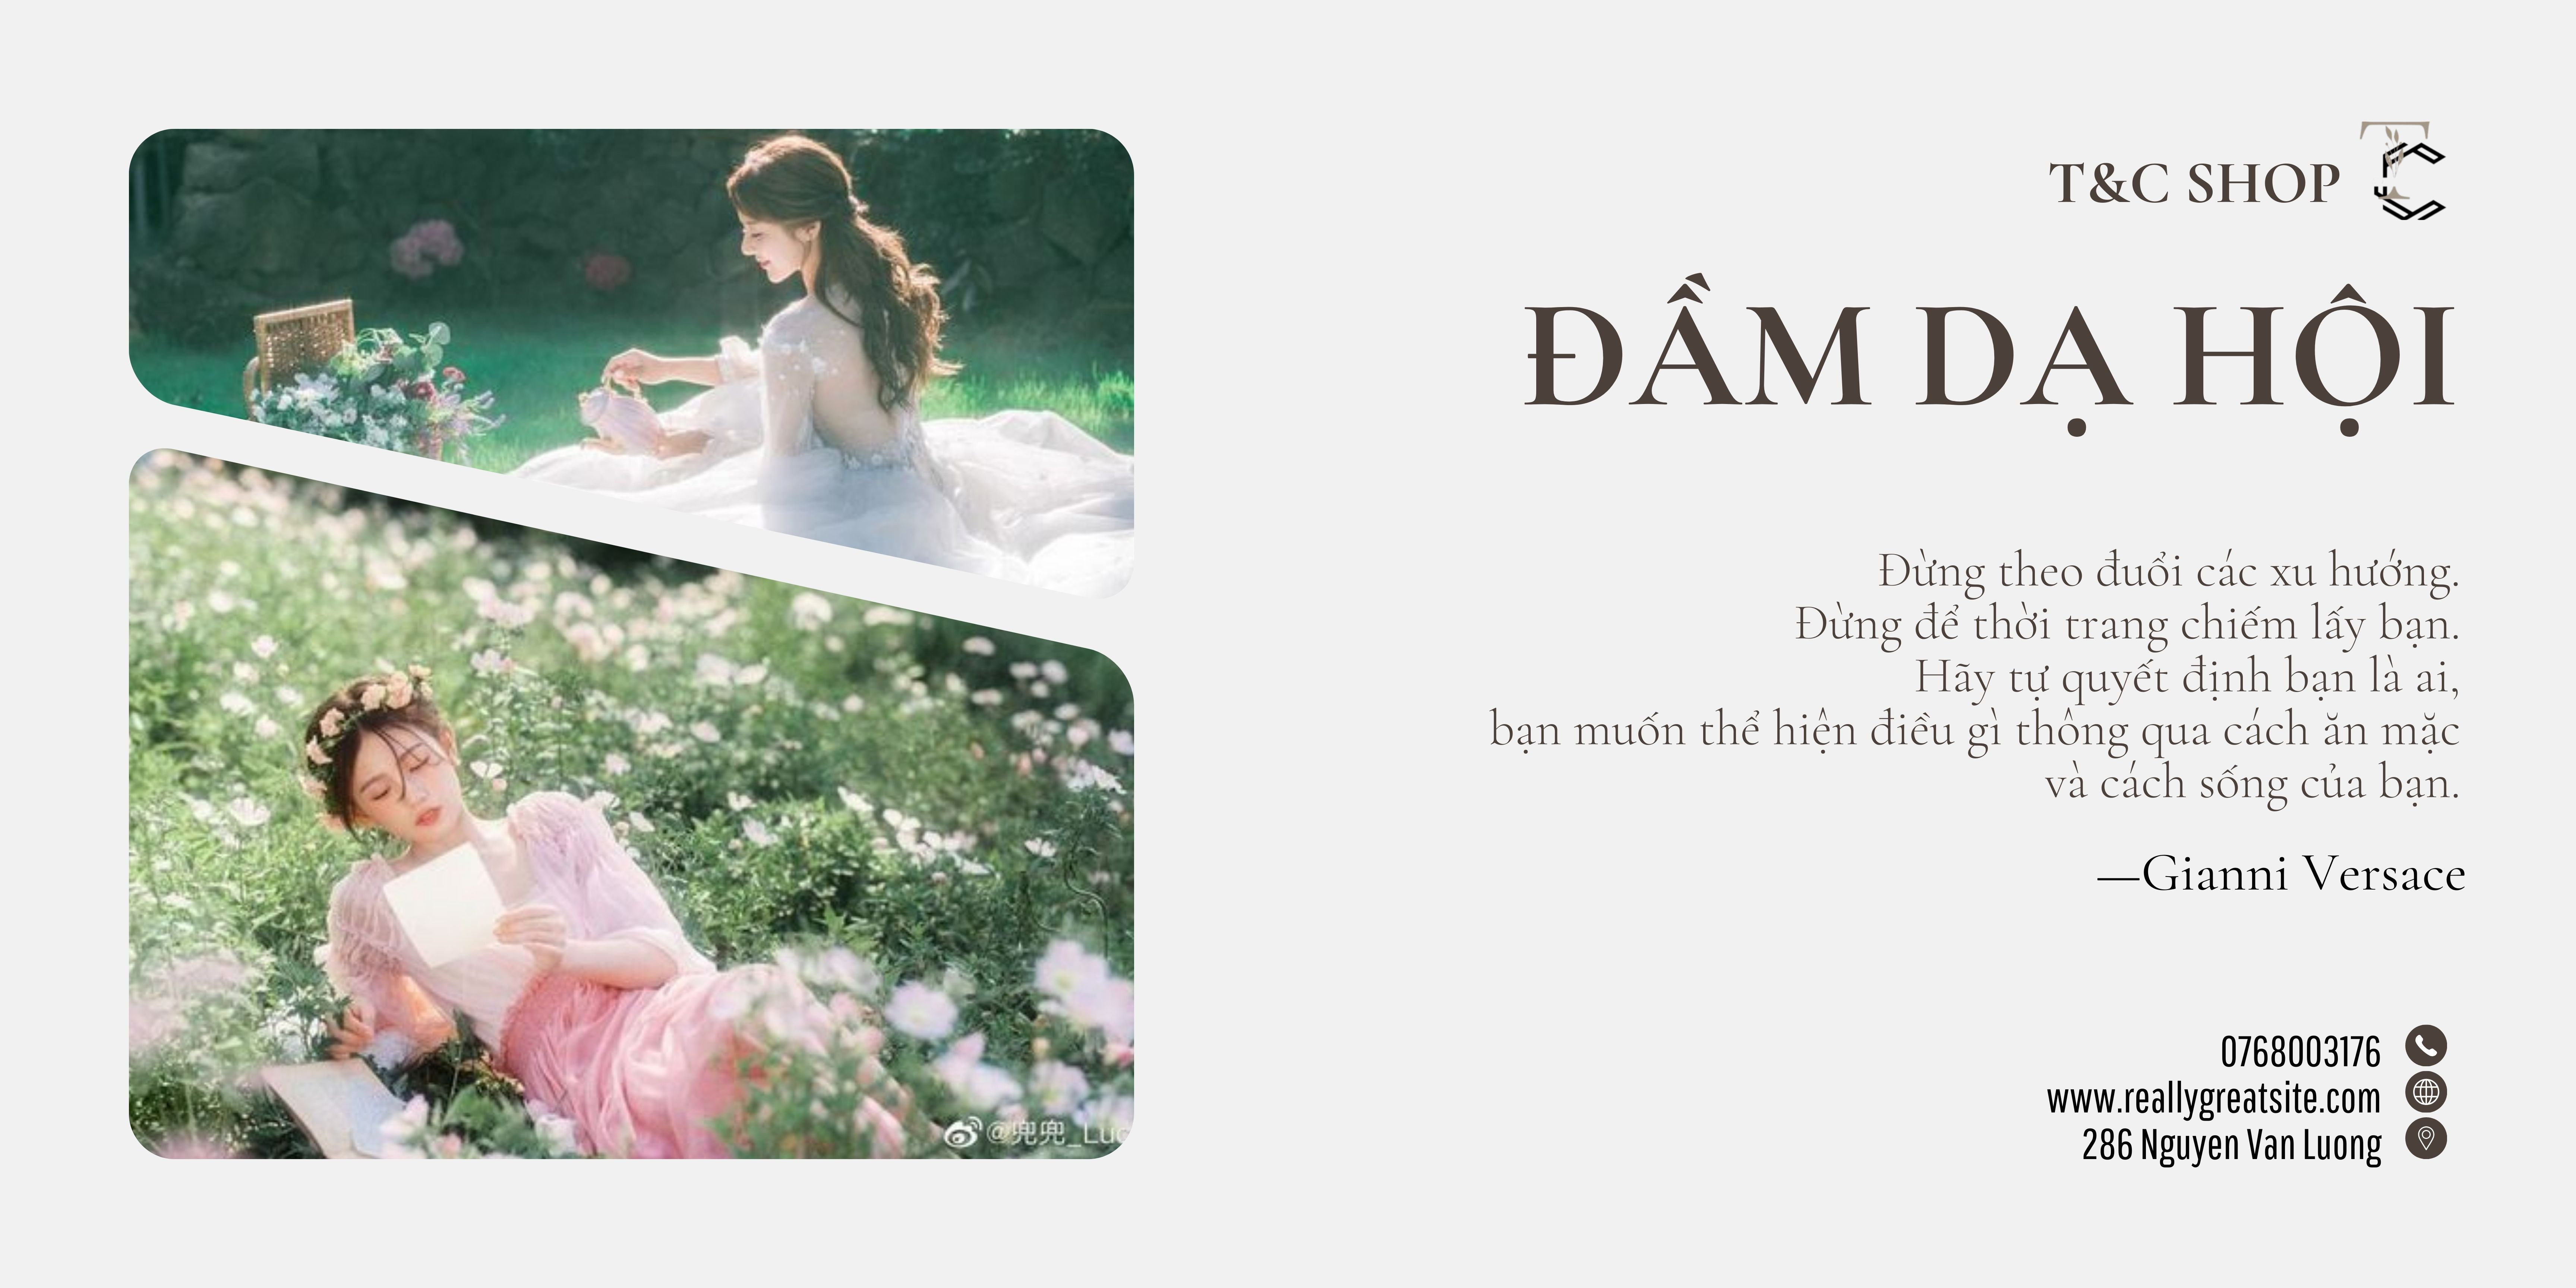 T&C SHOP
ĐẦM DẠ HỘI
Đừng theo đuổi các xu hướng.
Đừng để thời trang chiếm lấy bạn.
Hãy tự quyết định bạn là ai,
bạn muốn thể hiện điều gì thông qua cách ăn mặc
và cách sống của bạn.
—Gianni Versace
0768003176
www.reallygreatsite.com
286 Nguyen Van Luong
@兜兜_Luc